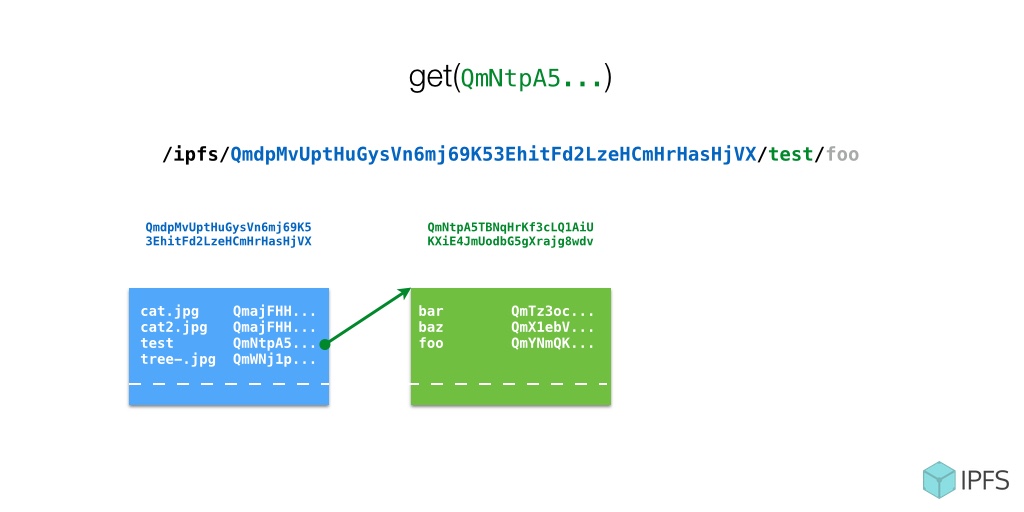 get(QmNtpA5...)
/ipfs/QmdpMvUptHuGysVn6mj69K53EhitFd2LzeHCmHrHasHjVX/test/foo
QmdpMvUptHuGysVn6mj69K5
3EhitFd2LzeHCmHrHasHjVX
QmNtpA5TBNqHrKf3cLQ1AiU
KXiE4JmUodbG5gXrajg8wdv
cat.jpg QmajFHH...
cat2.jpg QmajFHH...
test QmNtpA5...
tree-.jpg QmWNj1p...
bar QmTz3oc...
baz QmX1ebV...
foo QmYNmQK...
IPFS